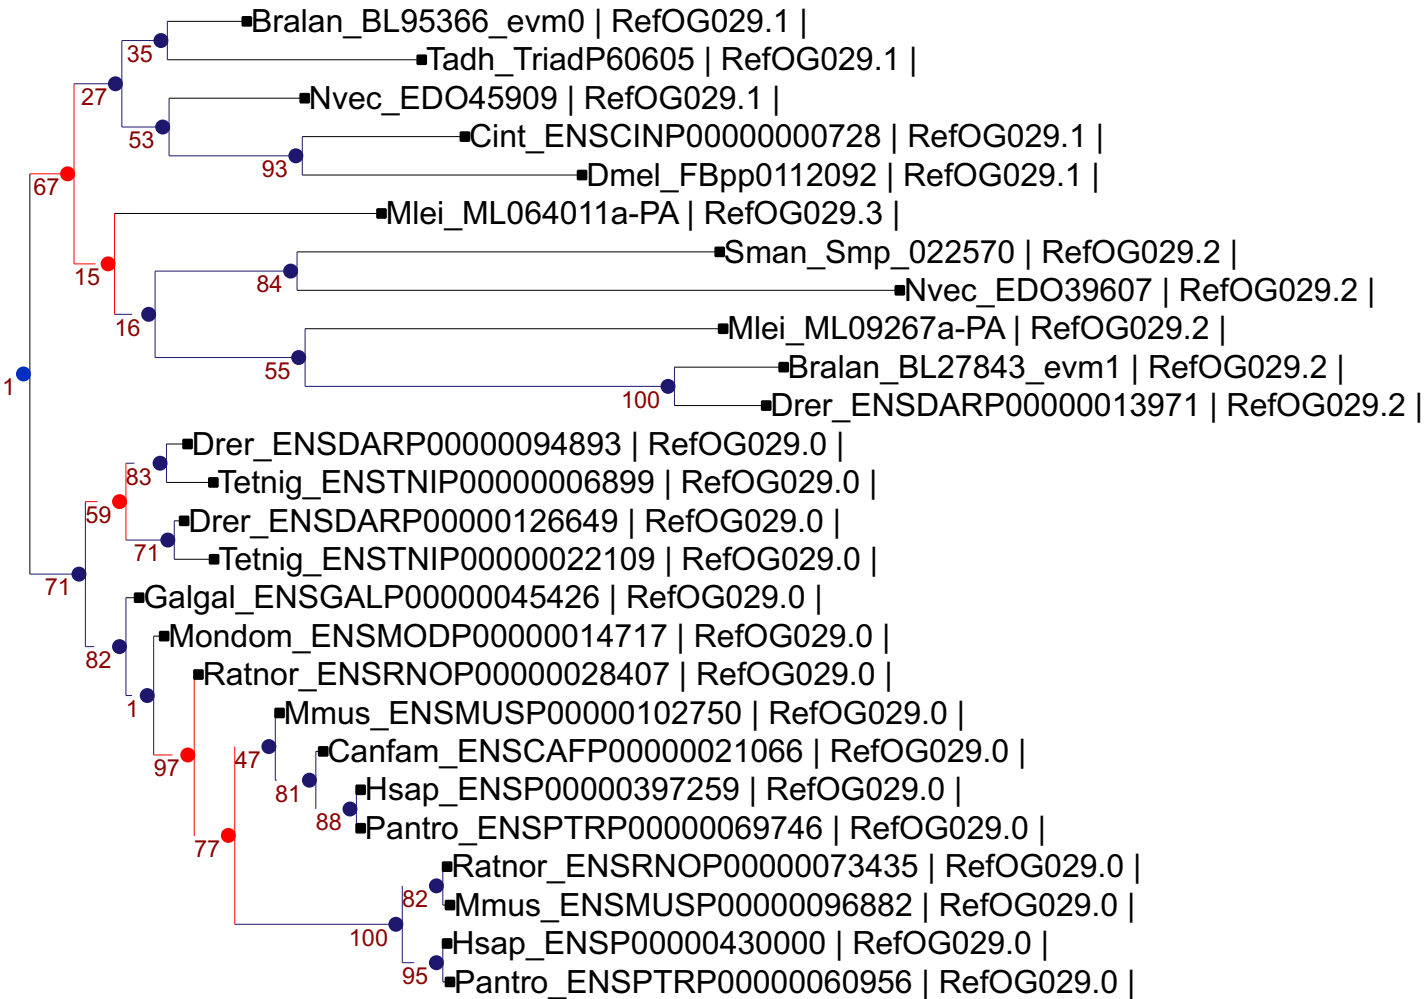 Bralan_BL95366_evm0 | RefOG029.1 |
35
Tadh_TriadP60605 | RefOG029.1 |
27
Nvec_EDO45909 | RefOG029.1 |
53
Cint_ENSCINP00000000728 | RefOG029.1 |
93
Dmel_FBpp0112092 | RefOG029.1 |
67
Mlei_ML064011a-PA | RefOG029.3 |
15
Sman_Smp_022570 | RefOG029.2 |
84
Nvec_EDO39607 | RefOG029.2 |
16
Mlei_ML09267a-PA | RefOG029.2 |
55
Bralan_BL27843_evm1 | RefOG029.2 |
1
100
Drer_ENSDARP00000013971 | RefOG029.2 |
Drer_ENSDARP00000094893 | RefOG029.0 |
83
Tetnig_ENSTNIP00000006899 | RefOG029.0 |
59
Drer_ENSDARP00000126649 | RefOG029.0 |
71
Tetnig_ENSTNIP00000022109 | RefOG029.0 |
71
Galgal_ENSGALP00000045426 | RefOG029.0 |
Mondom_ENSMODP00000014717 | RefOG029.0 |
82
Ratnor_ENSRNOP00000028407 | RefOG029.0 |
1
Mmus_ENSMUSP00000102750 | RefOG029.0 |
47
Canfam_ENSCAFP00000021066 | RefOG029.0 |
97
81
Hsap_ENSP00000397259 | RefOG029.0 |
88
Pantro_ENSPTRP00000069746 | RefOG029.0 |
77
Ratnor_ENSRNOP00000073435 | RefOG029.0 |
82
Mmus_ENSMUSP00000096882 | RefOG029.0 |
100
Hsap_ENSP00000430000 | RefOG029.0 |
95
Pantro_ENSPTRP00000060956 | RefOG029.0 |